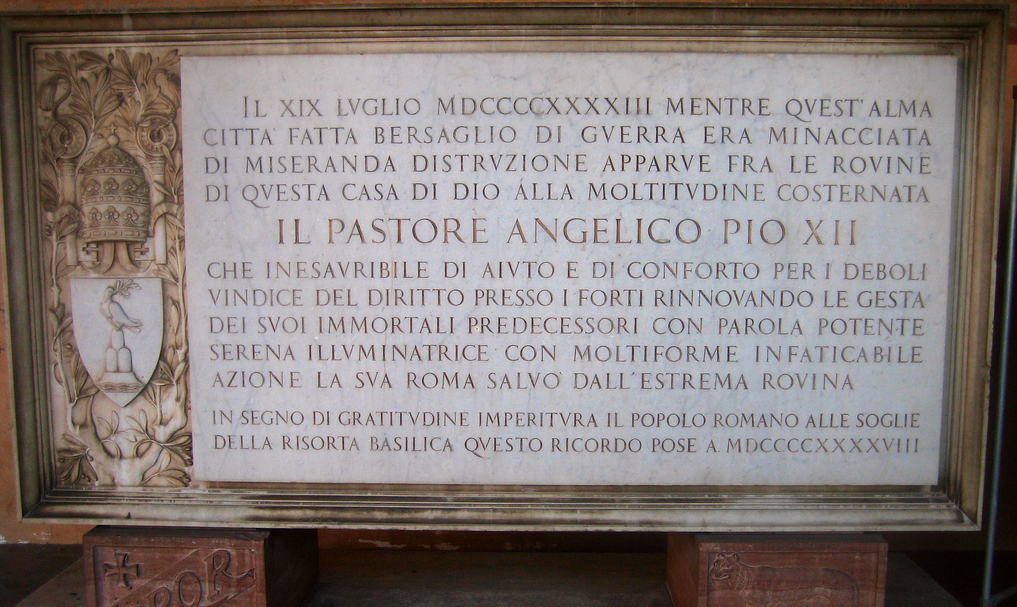 IL XIX LVGLIO MDCCCCXXXXIII MENTRE QVEST' ALMA
CITTA' FATTA BERSAGLIO DI GVERRA ERA MINACCIATA
DI MISERANDA DISTRVZIONE APPARVE FRA LE ROVINE
DI QVESTA CASA DI DIO ALLA MOLTITVDINE COSTERNATA
IL PASTORE ANGELICO PIO XII
CHE INESAVRIBILE DI AIVTO E DI CONFORTO PER I DEBOLI
VINDICE DEL DIRITTO PRESSO I FORTI RINNOVANDO LE GESTA
DEI SVOI IMMORTALI PREDECESSORI CON PAROLA POTENTE
SERENA ILLVMINATRICE CON MOLTIFORME INFATICABILE
AZIONE LA SVA ROMA SALVO' DALL'ESTREMA ROVINA
IN SEGNO DI GRATITVDINE IMPERITVRA IL POPOLO ROMANO ALLE SOGLIE
DELLA RISORTA BASILICA QVESTO RICORDO POSE A. MDCCCCXXXXVIII